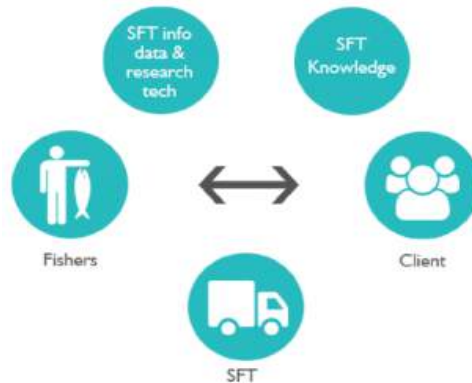 SFT info
data &
research
tech
SFT
Knowledge
Fishers
Client
SFT